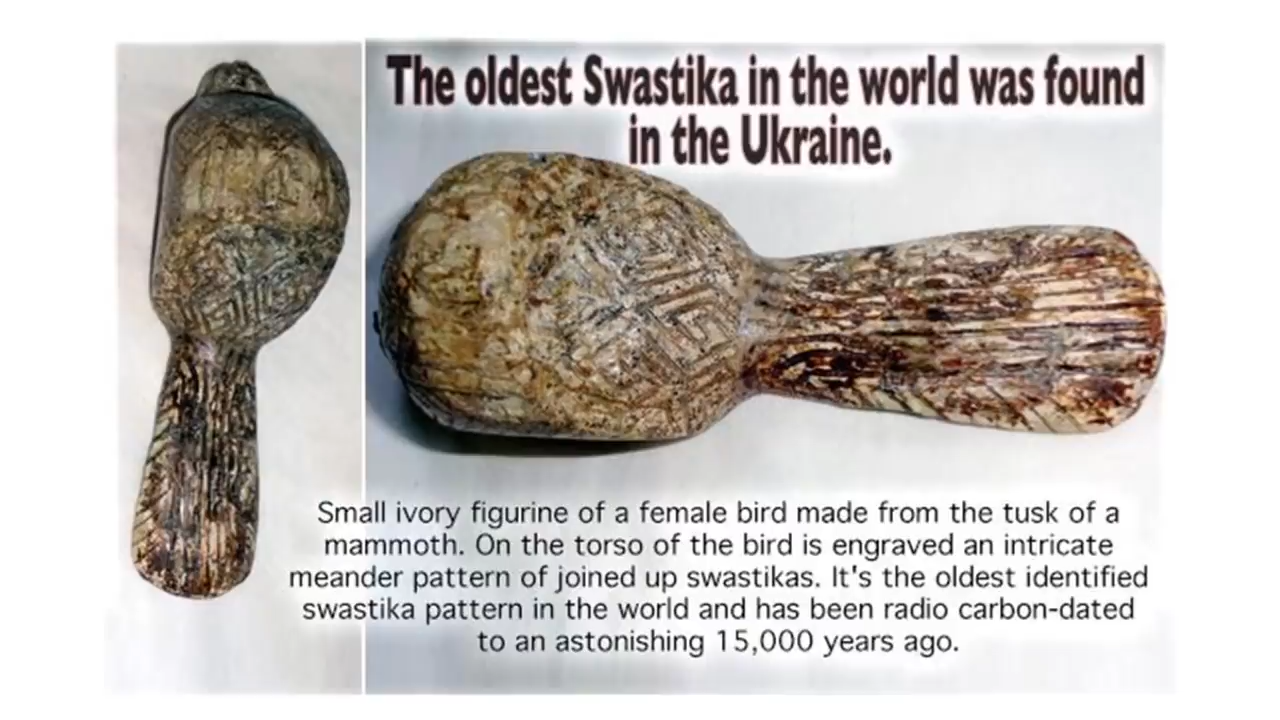 The oldest Swastika in the world was found
in the Ukraine.
Small ivory figurine of a female bird made from the tusk of a
mammoth. On the torso of the bird is engraved an intricate
meander pattern of joined up swastikas. It's the oldest identified
swastika pattern in the world and has been radio carbon-dated
to an astonishing 15,000 years ago.